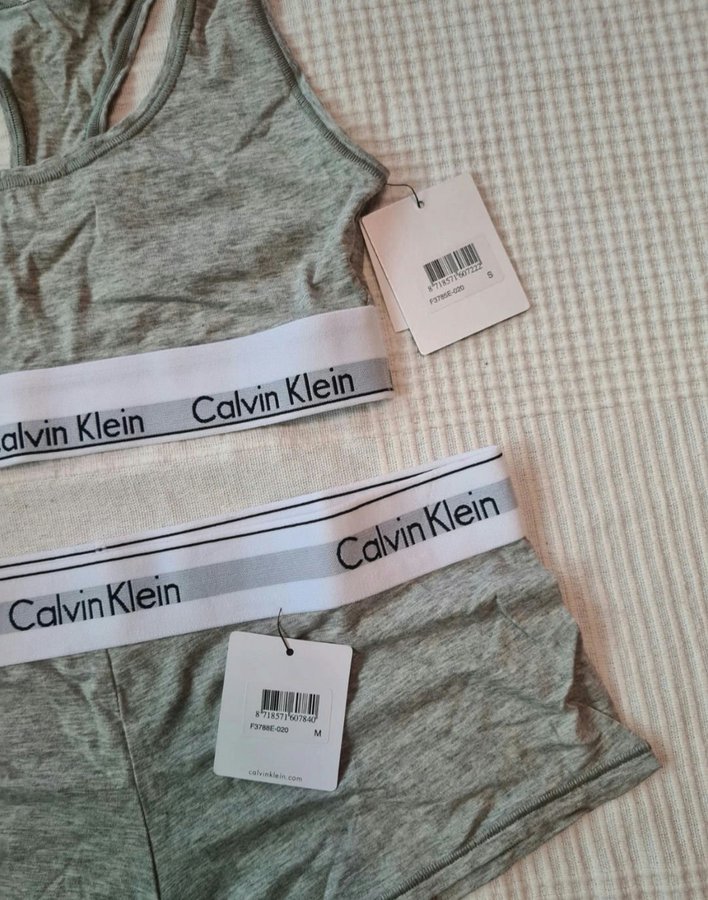 8 718571 607222
F3785E-020 S
alvin Klein Calvin Klein
Calvin Klein Calvin Klein
8 718571 607840
F3788E-020 M
calvinklein.com